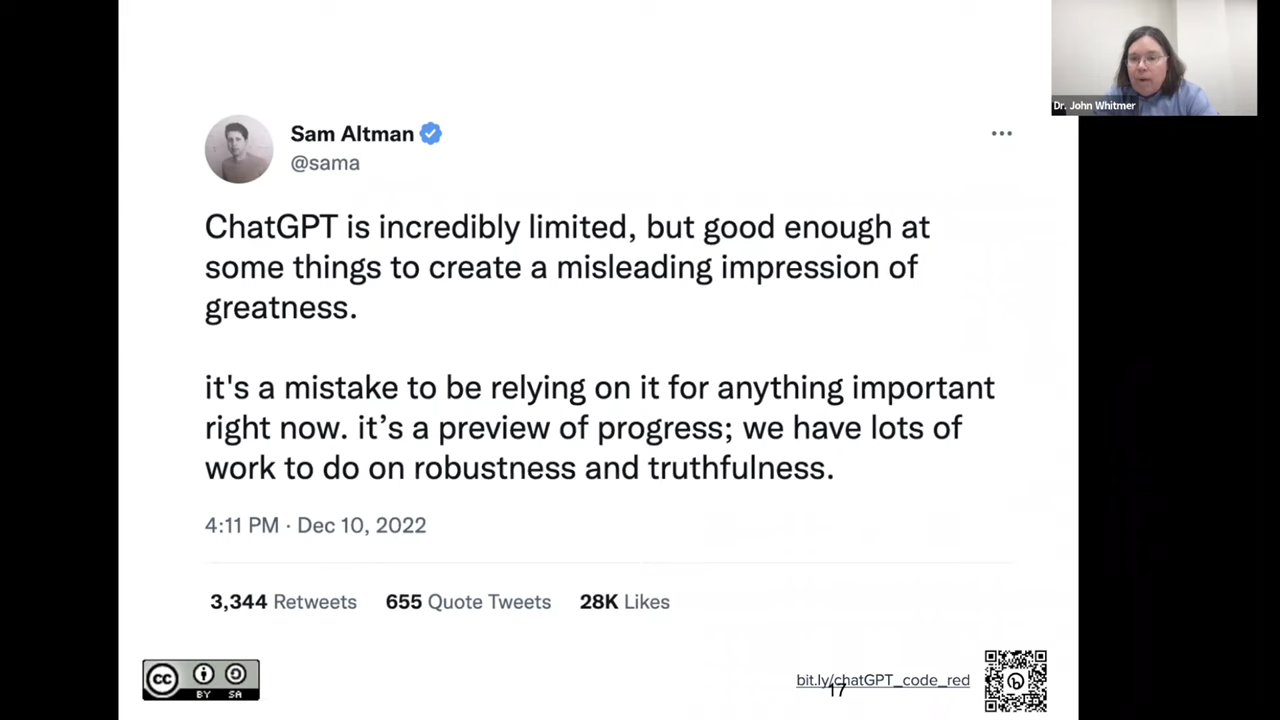 Dr. John Whitmer
Sam Altman
@sama
ChatGPT is incredibly limited, but good enough at
some things to create a misleading impression of
greatness.
it's a mistake to be relying on it for anything important
right now. it’s a preview of progress; we have lots of
work to do on robustness and truthfulness.
4:11 PM · Dec 10, 2022
3,344 Retweets 655 Quote Tweets 28K Likes
cc BY SA
bit.ly/chatGPT_code_red
17